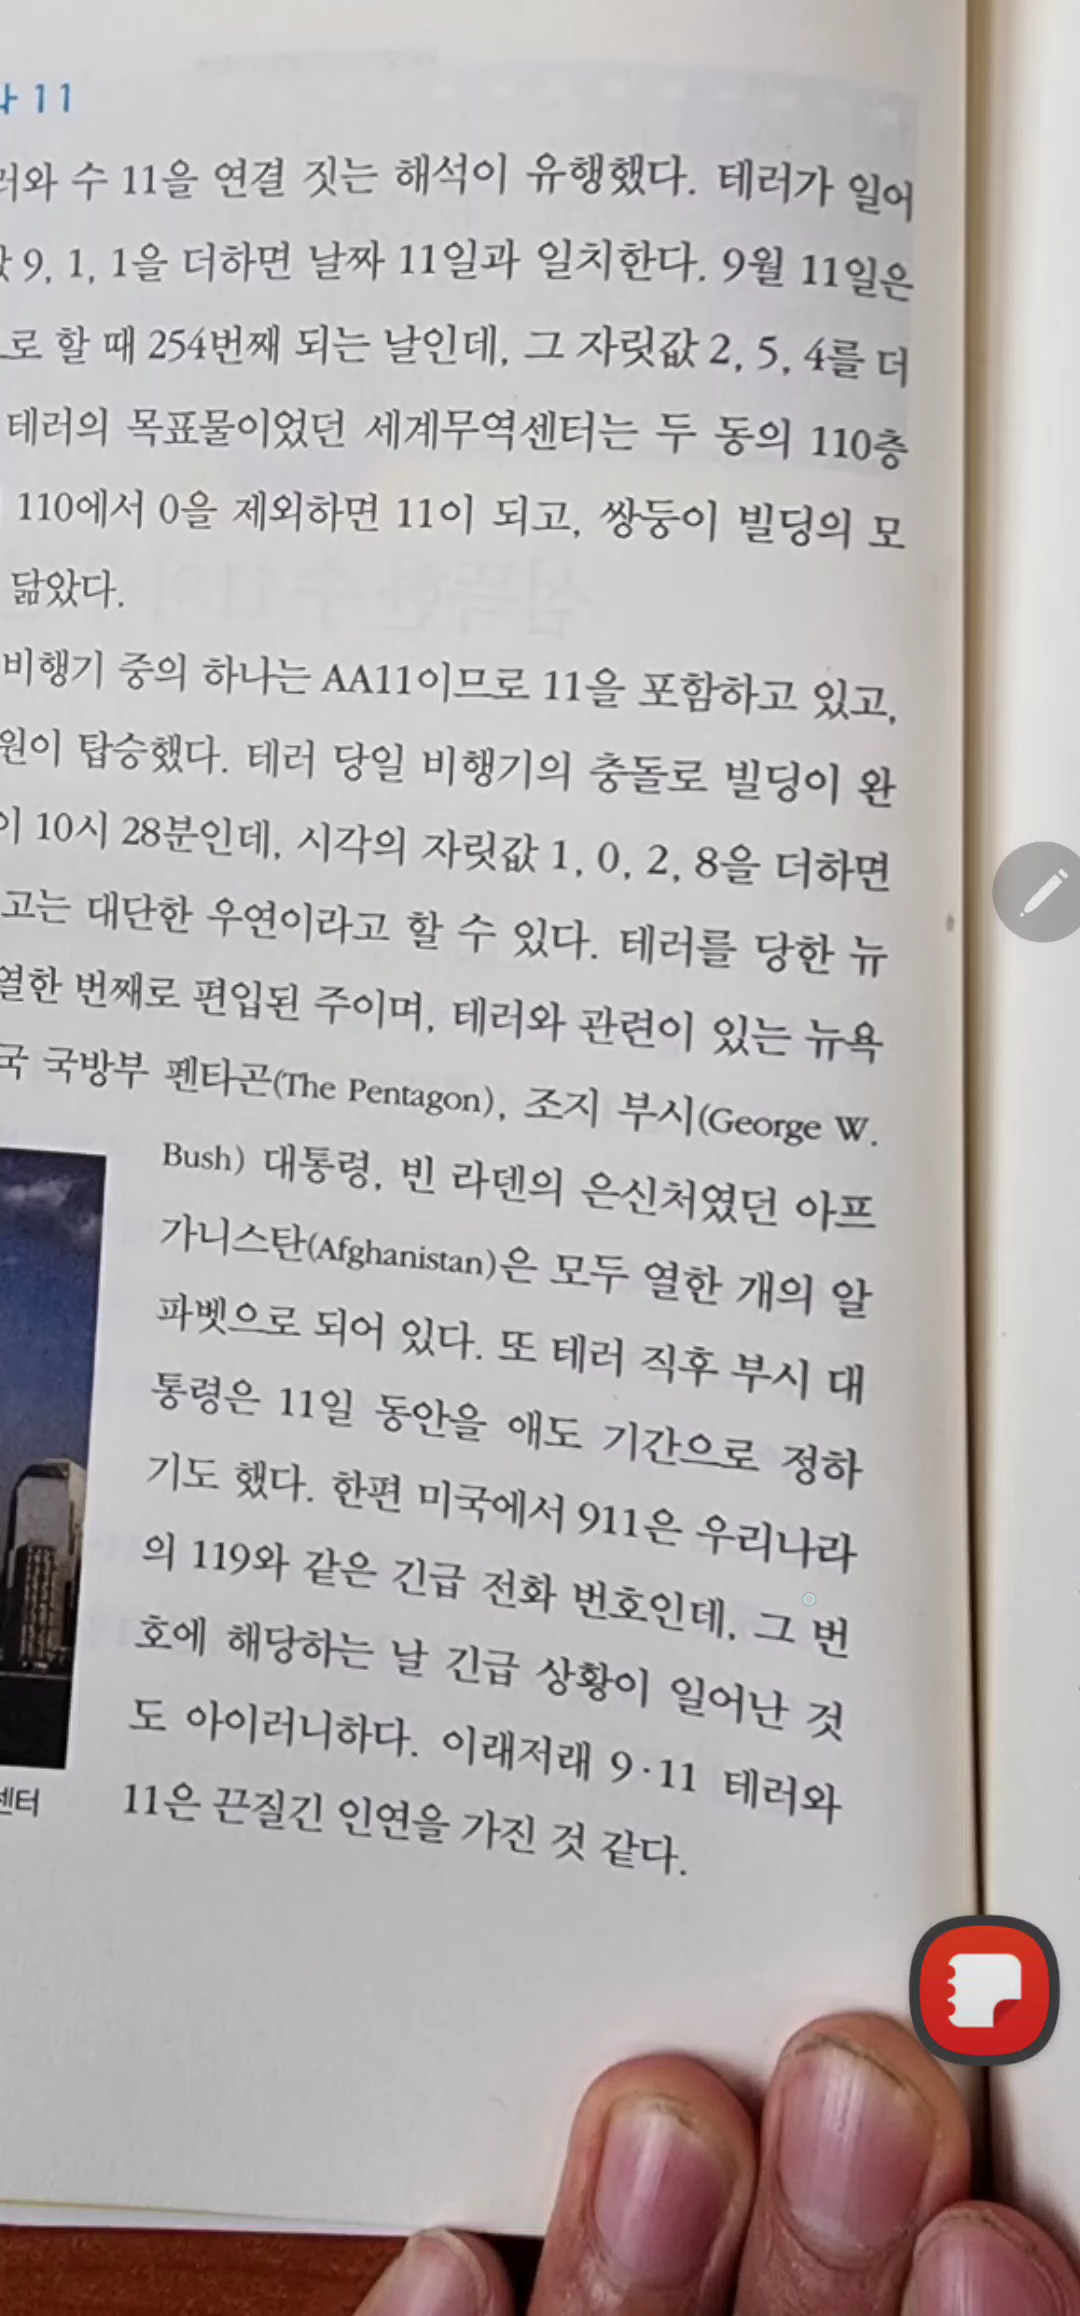 11
수 11을 연결 짓는 해석이 유행했다. 테러가 일어
9, 1, 1을 더하면 날짜 11일과 일치한다. 9월 11일은
로 할 때 254번째 되는 날인데, 그 자릿값 2, 5, 4를 더
테러의 목표물이었던 세계무역센터는 두 동의 110층
110에서 0을 제외하면 11이 되고, 쌍둥이 빌딩의 모
닮았다.
비행기 중의 하나는 AA11이므로 11을 포함하고 있고,
원이 탑승했다. 테러 당일 비행기의 충돌로 빌딩이 완
이 10시 28분인데, 시각의 자릿값 1, 0, 2, 8을 더하면
고는 대단한 우연이라고 할 수 있다. 테러를 당한 뉴
열한 번째로 편입된 주이며, 테러와 관련이 있는 뉴욕
국 국방부 펜타곤(The Pentagon), 조지 부시(George W.
Bush) 대통령, 빈 라덴의 은신처였던 아프
가니스탄(Afghanistan)은 모두 열한 개의 알
파벳으로 되어 있다. 또 테러 직후 부시 대
통령은 11일 동안을 애도 기간으로 정하
기도 했다. 한편 미국에서 911은 우리나라
의 119와 같은 긴급 전화 번호인데, 그 번
호에 해당하는 날 긴급 상황이 일어난 것
도 아이러니하다. 이래저래 9·11 테러와
11은 끈질긴 인연을 가진 것 같다.
센터